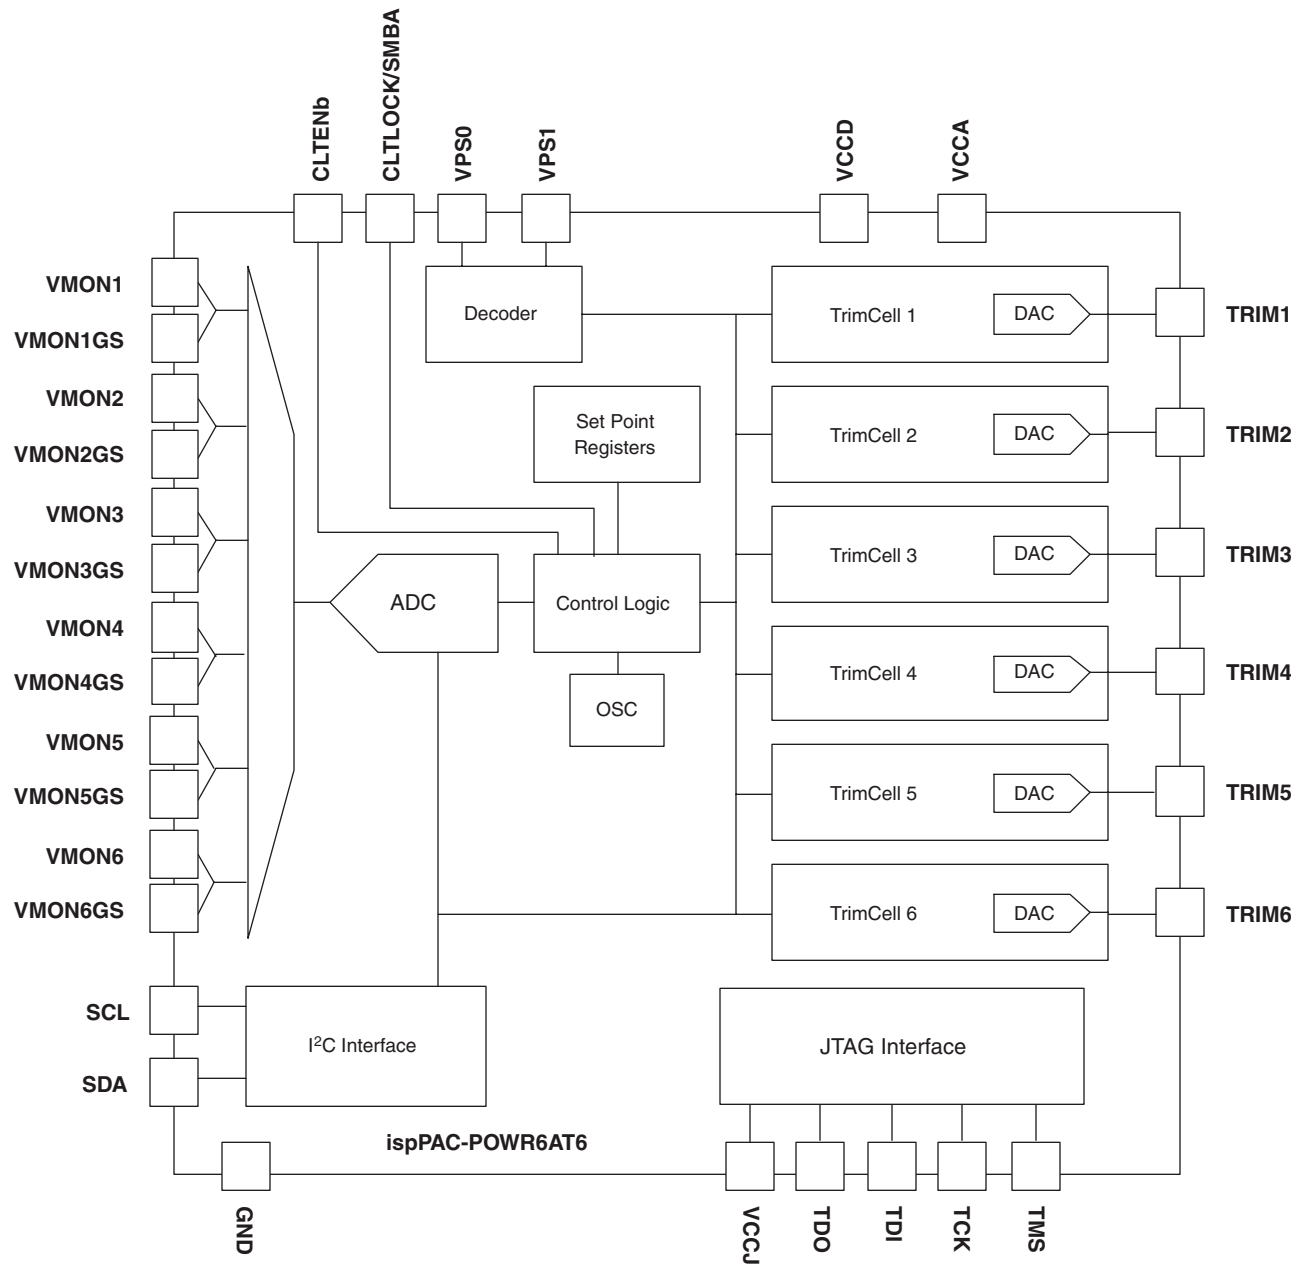 CLTENb
CLTLOCK/SMBA
VPS0
VPS1
VCCD
VCCA
VMON1
VMON1GS
VMON2
VMON2GS
VMON3
VMON3GS
VMON4
VMON4GS
VMON5
VMON5GS
VMON6
VMON6GS
SCL
SDA
Decoder
Set Point
Registers
ADC
Control Logic
OSC
I²C Interface
TrimCell 1
DAC
TRIM1
TrimCell 2
DAC
TRIM2
TrimCell 3
DAC
TRIM3
TrimCell 4
DAC
TRIM4
TrimCell 5
DAC
TRIM5
TrimCell 6
DAC
TRIM6
JTAG Interface
ispPAC-POWR6AT6
GND
VCCJ
TDO
TDI
TCK
TMS